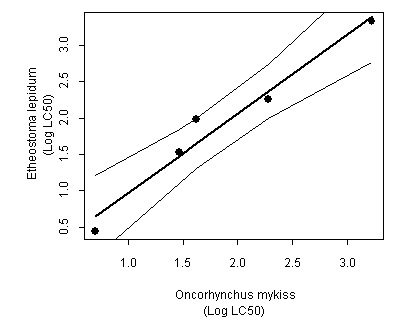 Etheostoma lepidum
(Log LC50)
3.0
2.5
2.0
1.5
1.0
0.5
1.0 1.5 2.0 2.5 3.0
Oncorhynchus mykiss
(Log LC50)